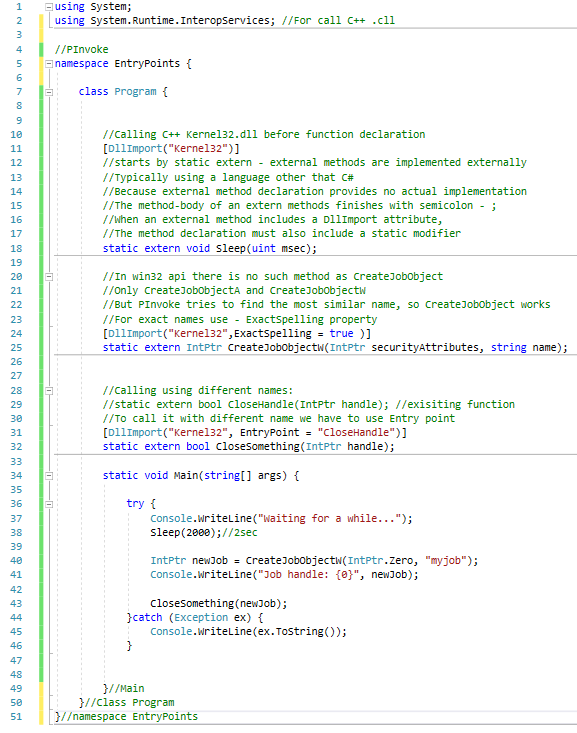 1 using System;
2 using System.Runtime.InteropServices; //For call C++ .cll
3
4 //PInvoke
5 namespace EntryPoints {
6
7 class Program {
8
9
10 //Calling C++ Kernel32.dll before function declaration
11 [DllImport("Kernel32")]
12 //starts by static extern - external methods are implemented externally
13 //Typically using a language other that C#
14 //Because external method declaration provides no actual implementation
15 //The method-body of an extern methods finishes with semicolon - ;
16 //When an external method includes a DllImport attribute,
17 //The method declaration must also include a static modifier
18 static extern void Sleep(uint msec);
19
20 //In win32 api there is no such method as CreateJobObject
21 //Only CreateJobObjectA and CreateJobObjectW
22 //But PInvoke tries to find the most similar name, so CreateJobObject works
23 //For exact names use - ExactSpelling property
24 [DllImport("Kernel32",ExactSpelling = true )]
25 static extern IntPtr CreateJobObjectW(IntPtr securityAttributes, string name);
26
27
28 //Calling using different names:
29 //static extern bool CloseHandle(IntPtr handle); //exisiting function
30 //To call it with different name we have to use Entry point
31 [DllImport("Kernel32", EntryPoint = "CloseHandle")]
32 static extern bool CloseSomething(IntPtr handle);
33
34 static void Main(string[] args) {
35
36 try {
37 Console.WriteLine("Waiting for a while...");
38 Sleep(2000);//2sec
39
40 IntPtr newJob = CreateJobObjectW(IntPtr.Zero, "myjob");
41 Console.WriteLine("Job handle: {0}", newJob);
42
43 CloseSomething(newJob);
44 }catch (Exception ex) {
45 Console.WriteLine(ex.ToString());
46 }
47
48
49 }//Main
50 }//Class Program
51 }//namespace EntryPoints